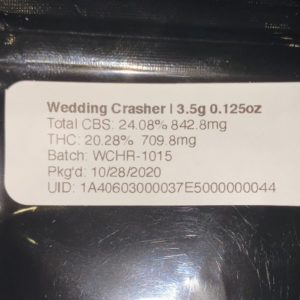 Wedding Crasher | 3.5g 0.125oz
Total CBS: 24.08% 842.8mg
THC: 20.28% 709.8mg
Batch: WCHR-1015
Pkg'd: 10/28/2020
UID: 1A40603000037E5000000044